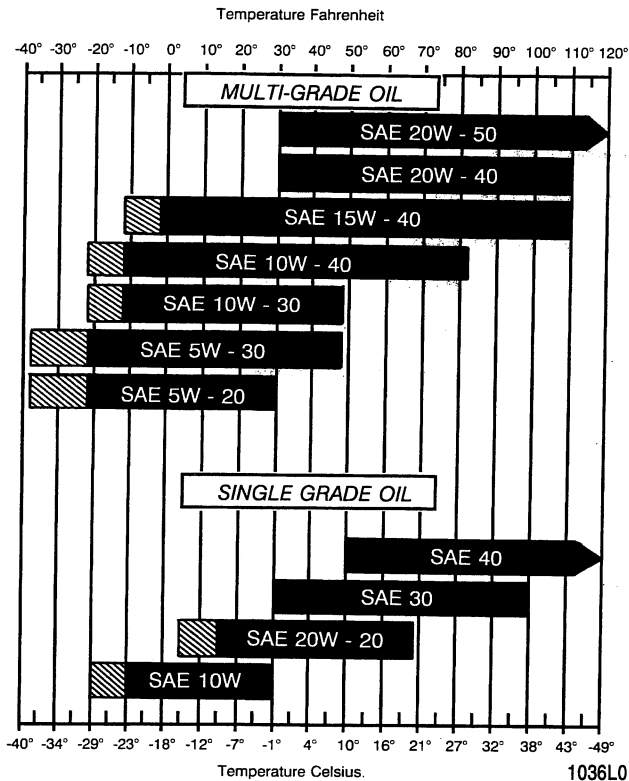 Temperature Fahrenheit
-40° -30° -20° -10° 0° 10° 20° 30° 40° 50° 60° 70° 80° 90° 100° 110° 120°
MULTI-GRADE OIL
SAE 20W - 50
SAE 20W - 40
SAE 15W - 40
SAE 10W - 40
SAE 10W - 30
SAE 5W - 30
SAE 5W - 20
SINGLE GRADE OIL
SAE 40
SAE 30
SAE 20W - 20
SAE 10W
-40° -34° -29° -23° -18° -12° -7° -1° 4° 10° 16° 21° 27° 32° 38° 43° -49°
Temperature Celsius.
1036L0